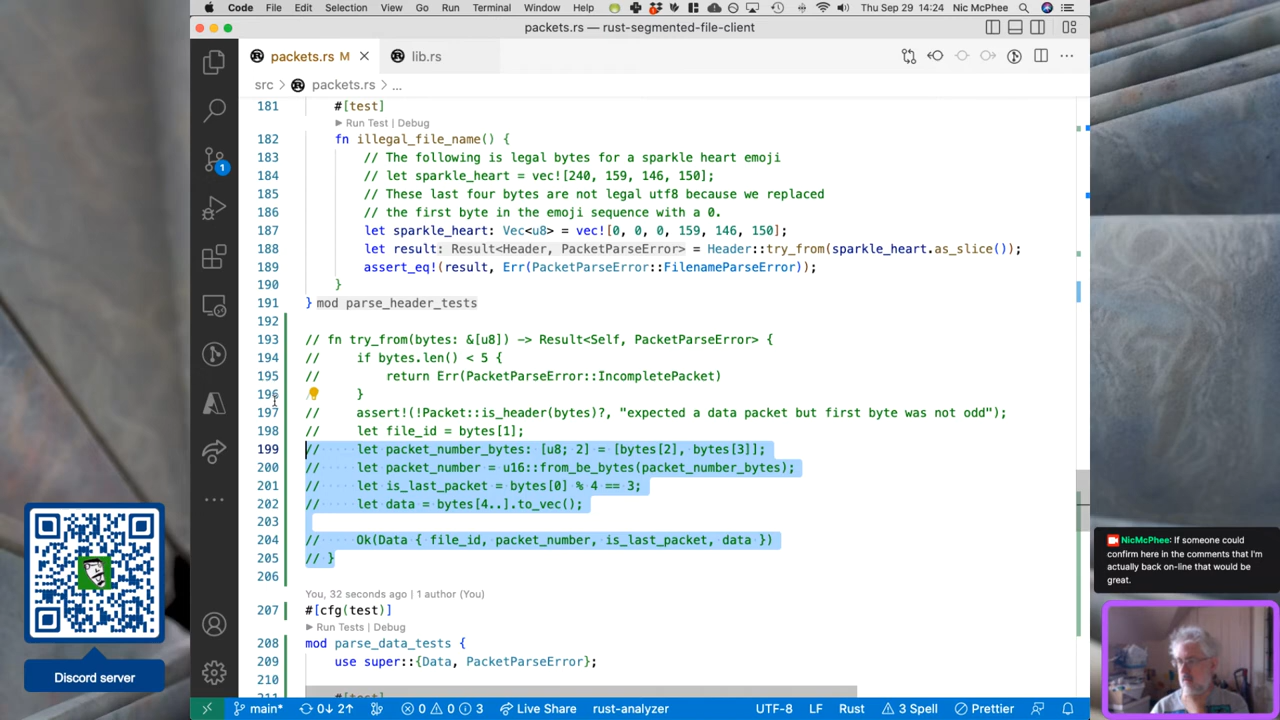 Code File Edit Selection View Go Run Terminal Window Help Thu Sep 29 14:24 Nic McPhee
packets.rs — rust-segmented-file-client
packets.rs M lib.rs
src > packets.rs > ...
181 #[test]
Run Test | Debug
182 fn illegal_file_name() {
183 // The following is legal bytes for a sparkle heart emoji
184 // let sparkle_heart = vec![240, 159, 146, 150];
185 // These last four bytes are not legal utf8 because we replaced
186 // the first byte in the emoji sequence with a 0.
187 let sparkle_heart: Vec<u8> = vec![0, 0, 0, 159, 146, 150];
188 let result: Result<Header, PacketParseError> = Header::try_from(sparkle_heart.as_slice());
189 assert_eq!(result, Err(PacketParseError::FilenameParseError));
190 }
191 } mod parse_header_tests
192
193 // fn try_from(bytes: &[u8]) -> Result<Self, PacketParseError> {
194 // if bytes.len() < 5 {
195 // return Err(PacketParseError::IncompletePacket)
196 // }
197 // assert!(!Packet::is_header(bytes)?, "expected a data packet but first byte was not odd");
198 // let file_id = bytes[1];
199 // let packet_number_bytes: [u8; 2] = [bytes[2], bytes[3]];
200 // let packet_number = u16::from_be_bytes(packet_number_bytes);
201 // let is_last_packet = bytes[0] % 4 == 3;
202 // let data = bytes[4..].to_vec();
203
204 // Ok(Data { file_id, packet_number, is_last_packet, data })
205 // }
206
You, 32 seconds ago | 1 author (You)
207 #[cfg(test)]
Run Tests | Debug
208 mod parse_data_tests {
209 use super::{Data, PacketParseError};
210
211 #[test]
main* 0↓ 2↑ 0 0 3 Live Share rust-analyzer UTF-8 LF Rust 3 Spell Prettier
1
Discord server
NicMcPhee: If someone could
confirm here in the comments that I'm
actually back on-line that would be
great.